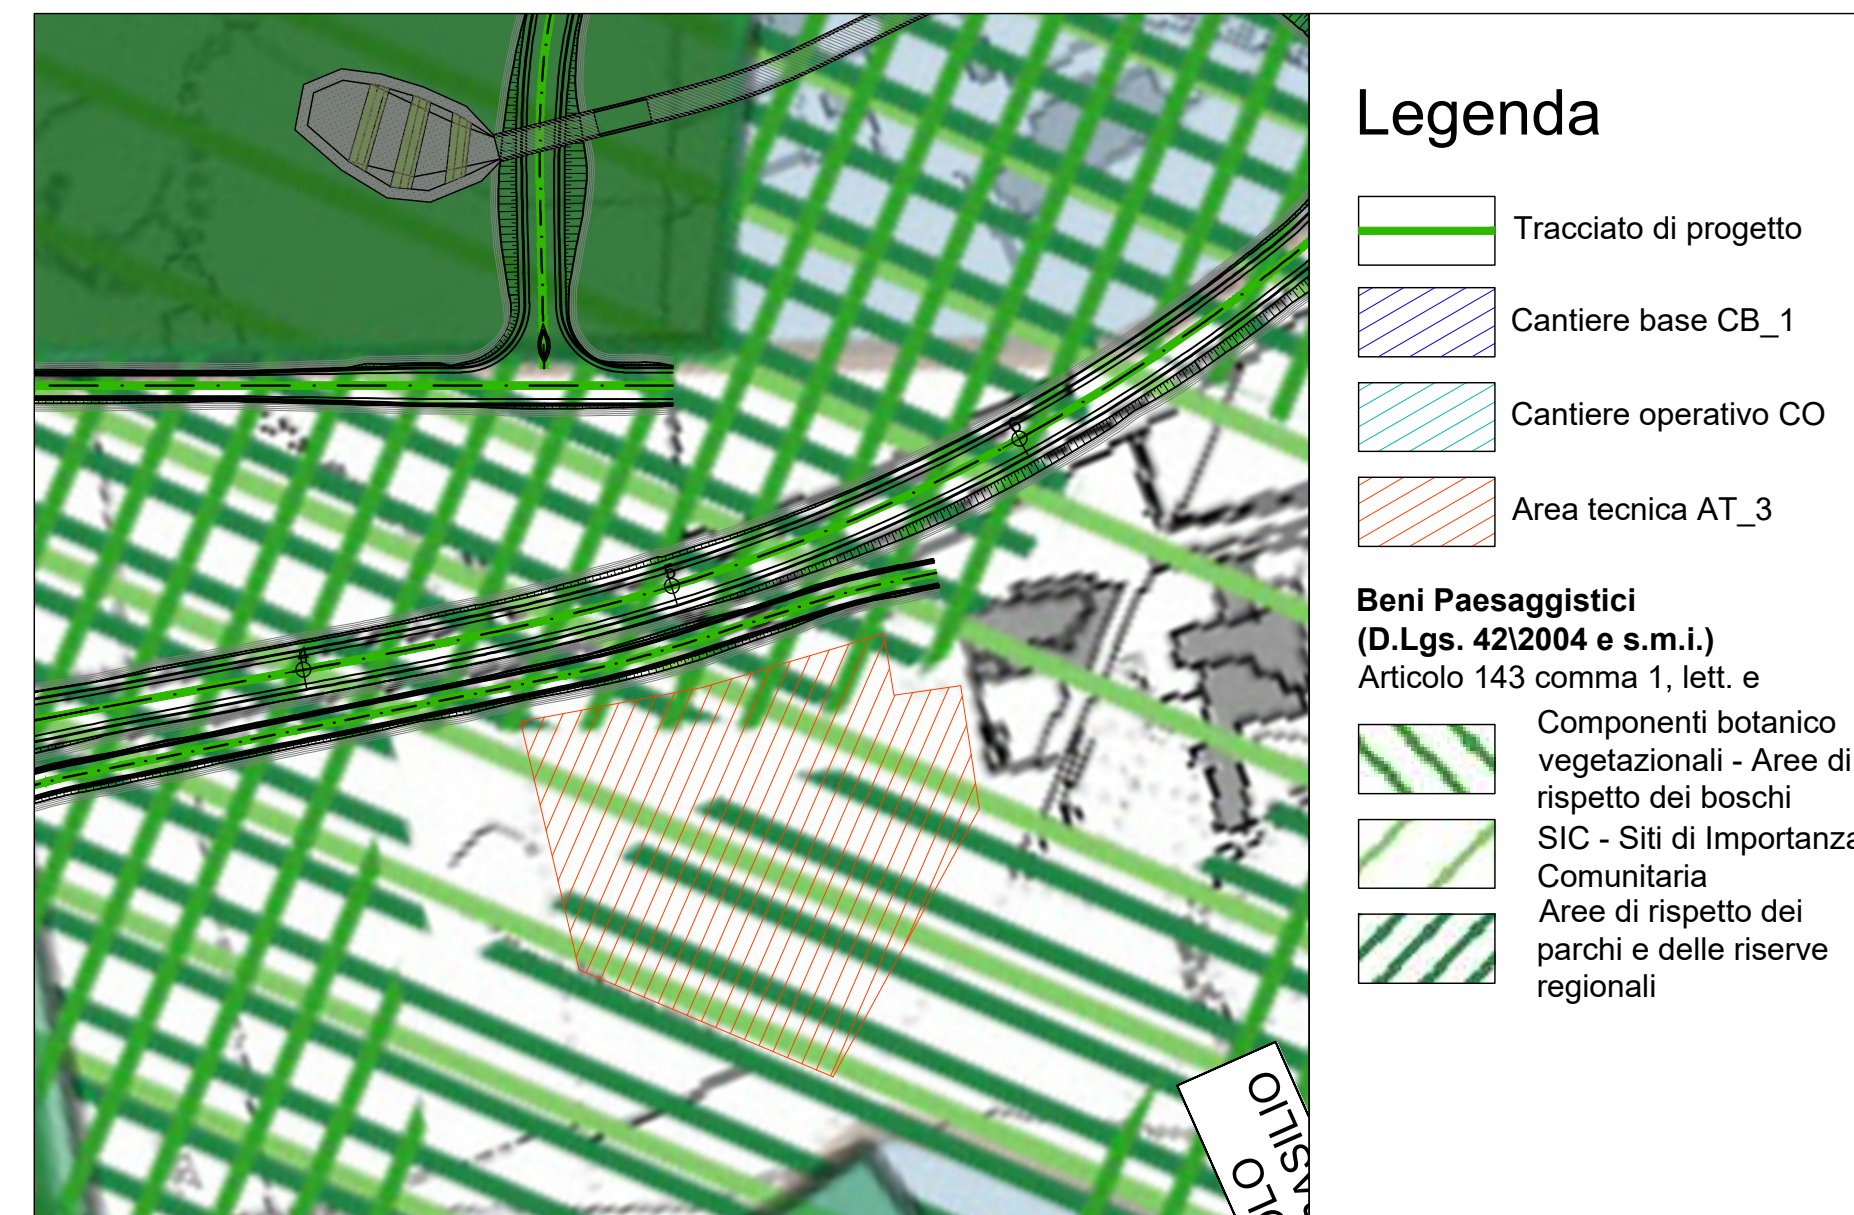 Legenda
Tracciato di progetto
Cantiere base CB_1
Cantiere operativo CO
Area tecnica AT_3
Beni Paesaggistici
(D.Lgs. 42\2004 e s.m.i.)
Articolo 143 comma 1, lett. e
Componenti botanico
vegetazionali - Aree di
rispetto dei boschi
SIC - Siti di Importanza
Comunitaria
Aree di rispetto dei
parchi e delle riserve
regionali